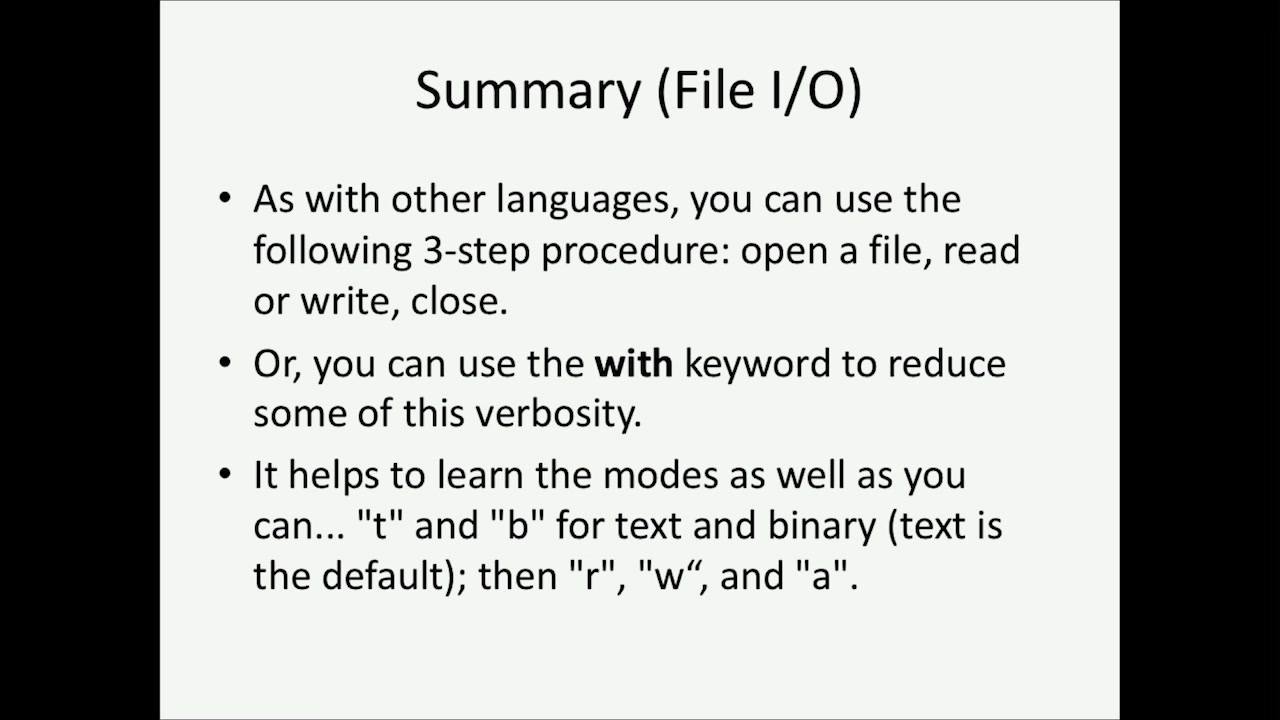 Summary (File I/O)
• As with other languages, you can use the
following 3-step procedure: open a file, read
or write, close.
• Or, you can use the with keyword to reduce
some of this verbosity.
• It helps to learn the modes as well as you
can... "t" and "b" for text and binary (text is
the default); then "r", "w“, and "a".